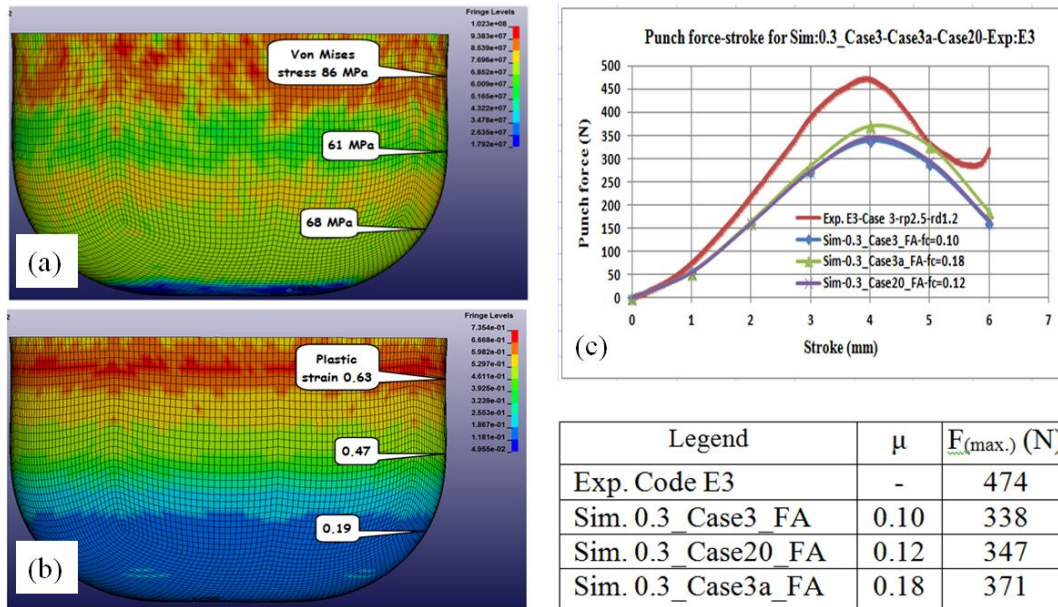 Fringe Levels
1.023e+08
9.383e+07
8.539e+07
7.696e+07
6.852e+07
6.009e+07
5.165e+07
4.322e+07
3.478e+07
2.635e+07
1.792e+07
Von Mises
stress 86 MPa
61 MPa
68 MPa
(a)
Fringe Levels
7.354e-01
6.668e-01
5.982e-01
5.297e-01
4.611e-01
3.925e-01
3.239e-01
2.553e-01
1.867e-01
1.181e-01
4.955e-02
Plastic
strain 0.63
0.47
0.19
(b)
Punch force-stroke for Sim:0.3_Case3-Case3a-Case20-Exp:E3
Punch force (N)
500
450
400
350
300
250
200
150
100
50
0
Exp. E3-Case 3-rp2.5-rd1.2
Sim-0.3_Case3_FA-fc=0.10
Sim-0.3_Case3a_FA-fc=0.18
Sim-0.3_Case20_FA-fc=0.12
0 1 2 3 4 5 6 7
Stroke (mm)
(c)
Legend μ F(max.) (N)
Exp. Code E3 - 474
Sim. 0.3_Case3_FA 0.10 338
Sim. 0.3_Case20_FA 0.12 347
Sim. 0.3_Case3a_FA 0.18 371